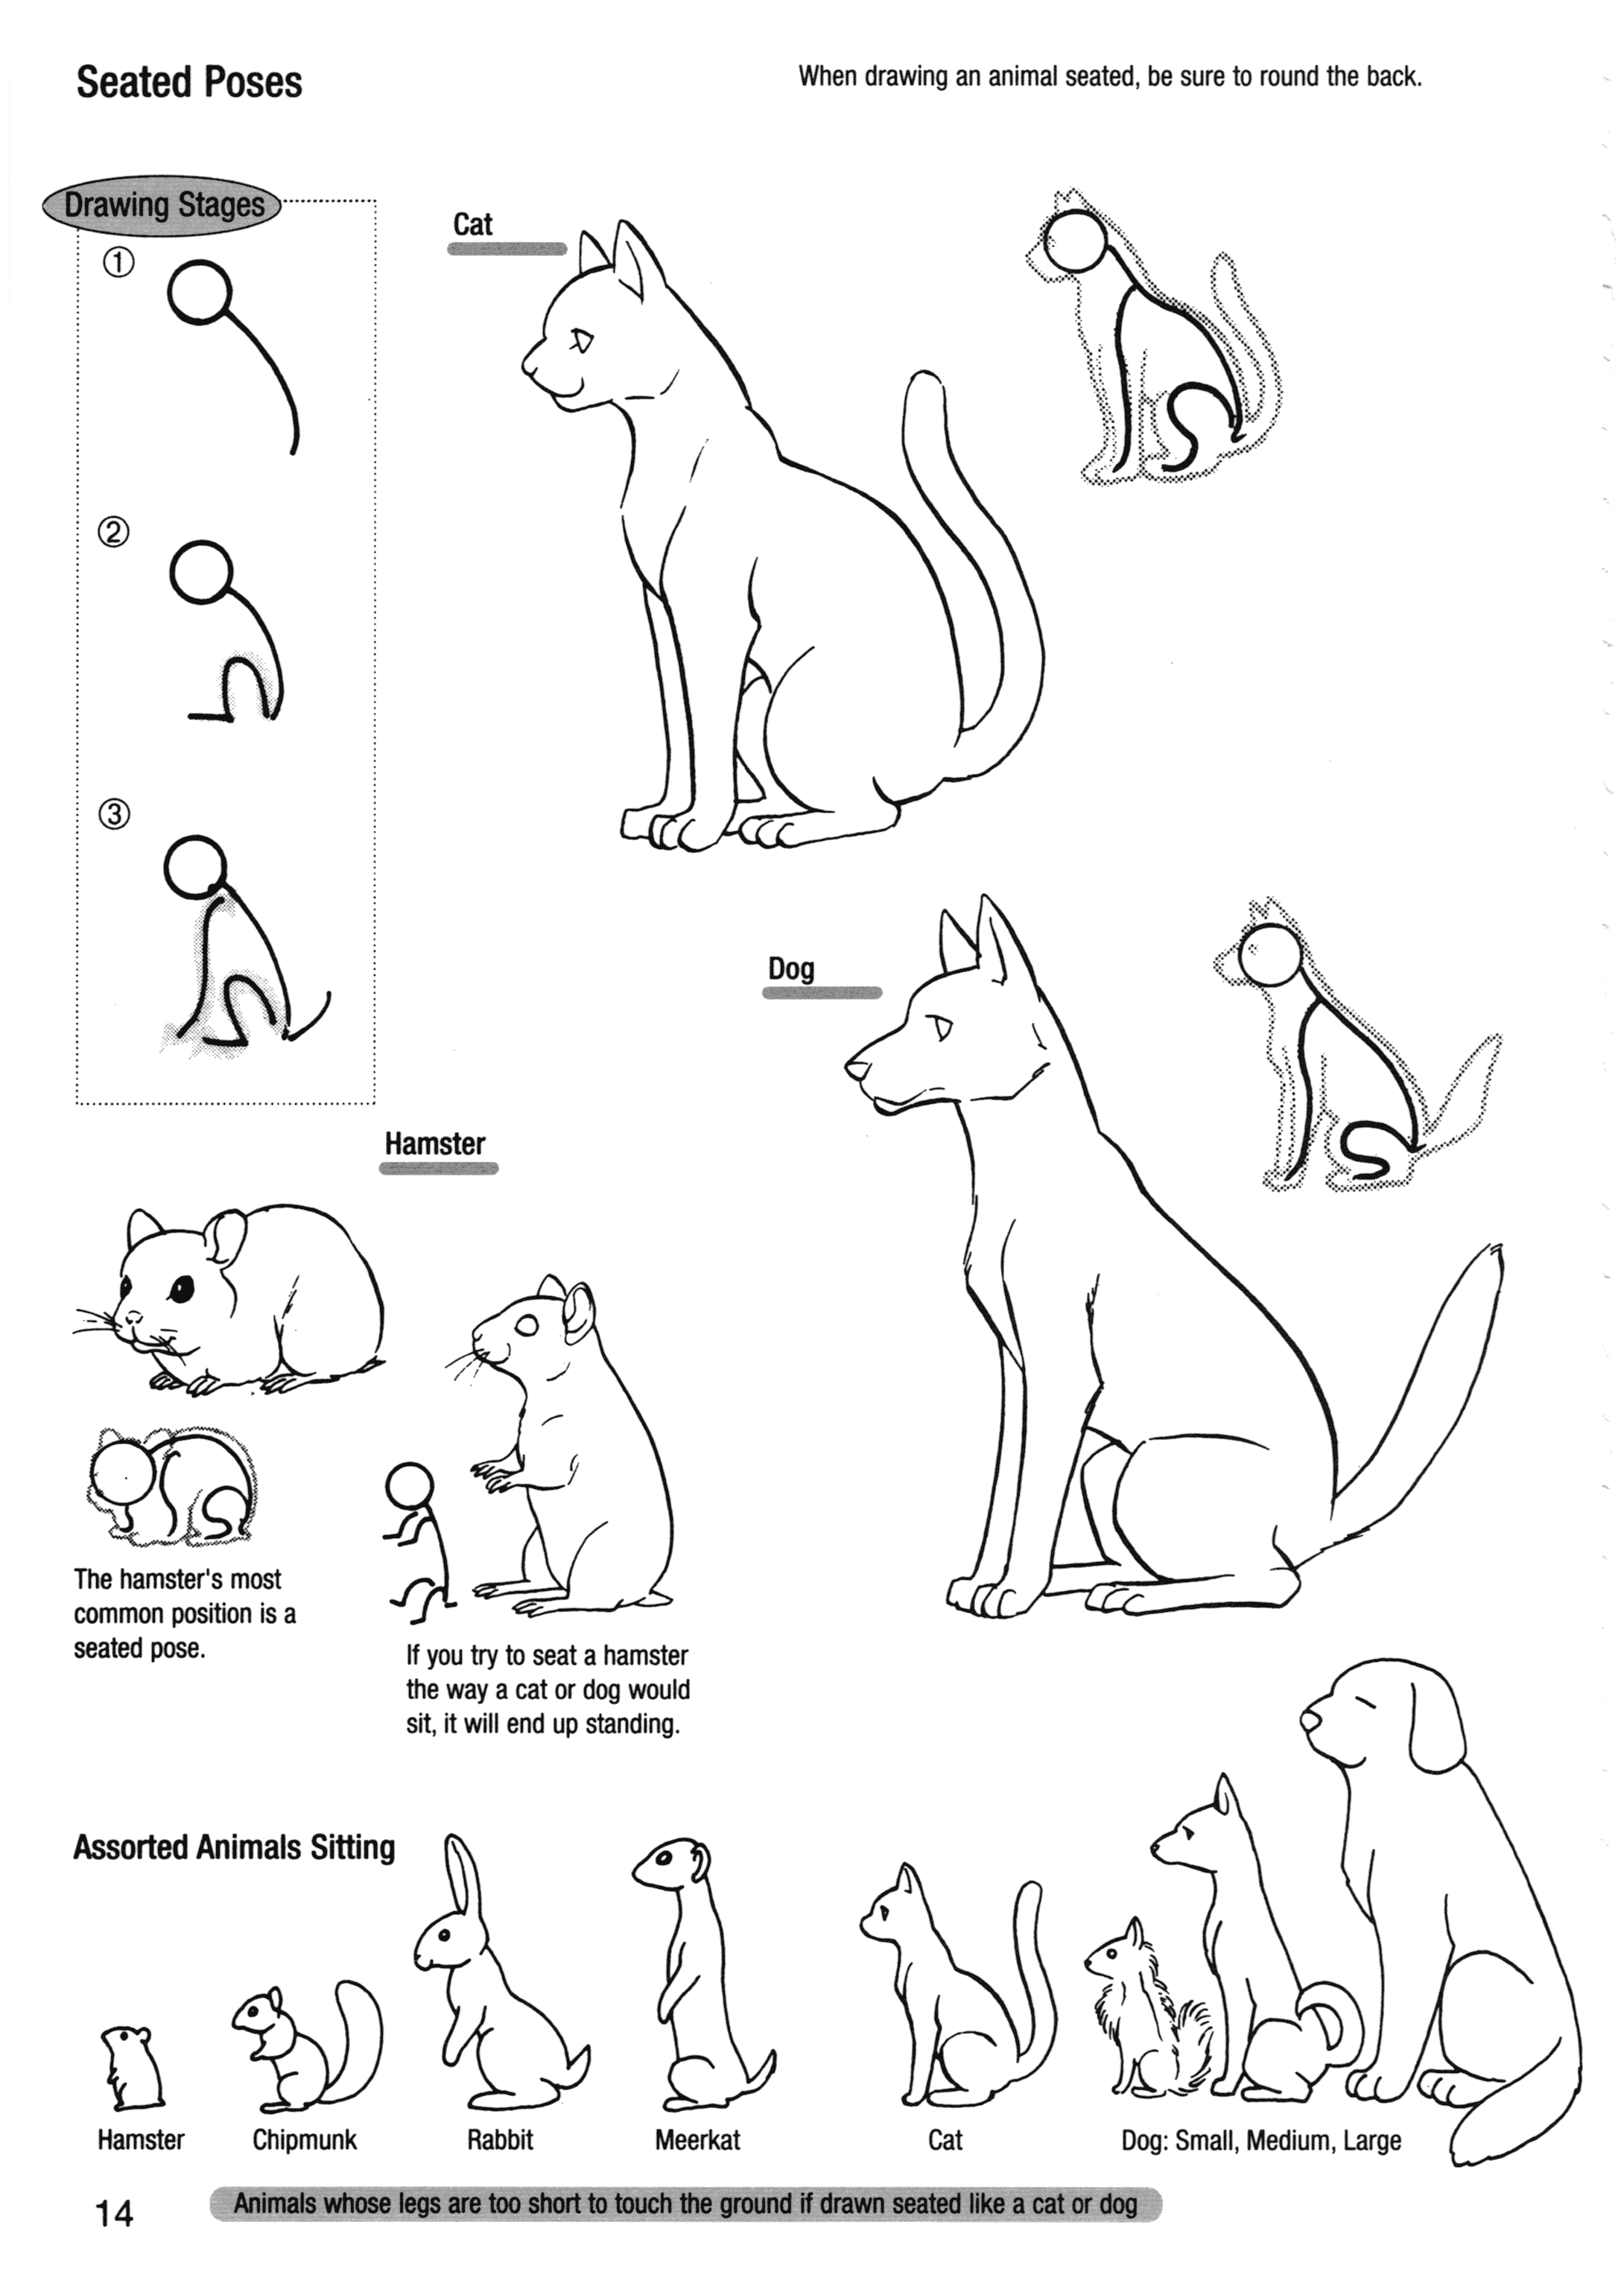 Seated Poses
When drawing an animal seated, be sure to round the back.
Drawing Stages
①
②
③
Cat
Dog
Hamster
The hamster's most
common position is a
seated pose.
If you try to seat a hamster
the way a cat or dog would
sit, it will end up standing.
Assorted Animals Sitting
Hamster
Chipmunk
Rabbit
Meerkat
Cat
Dog: Small, Medium, Large
14
Animals whose legs are too short to touch the ground if drawn seated like a cat or dog